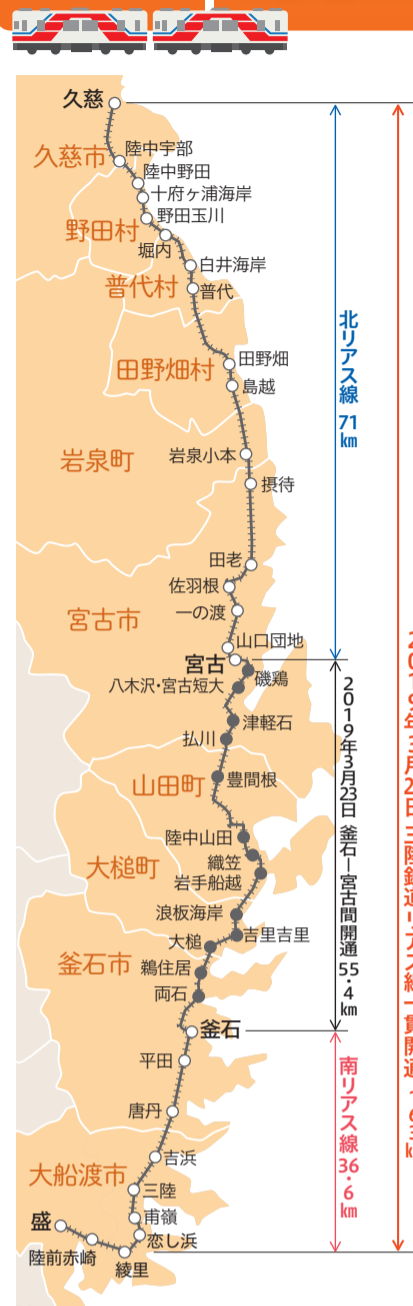 久慈
久慈市
陸中宇部
陸中野田
十府ヶ浦海岸
野田玉川
野田村
堀内
白井海岸
普代村
普代
田野畑村
田野畑
島越
岩泉町
岩泉小本
摂待
田老
佐羽根
宮古市
一の渡
山口団地
宮古
磯鶏
八木沢・宮古短大
津軽石
払川
山田町
豊間根
陸中山田
大槌町
織笠
岩手船越
浪板海岸
吉里吉里
大槌
釜石市
鵜住居
両石
釜石
平田
唐丹
吉浜
大船渡市
三陸
甫嶺
盛
恋し浜
陸前赤崎
綾里
北リアス線 71km
2019年3月23日 釜石ー宮古間開通 55・4km
南リアス線 36・6km